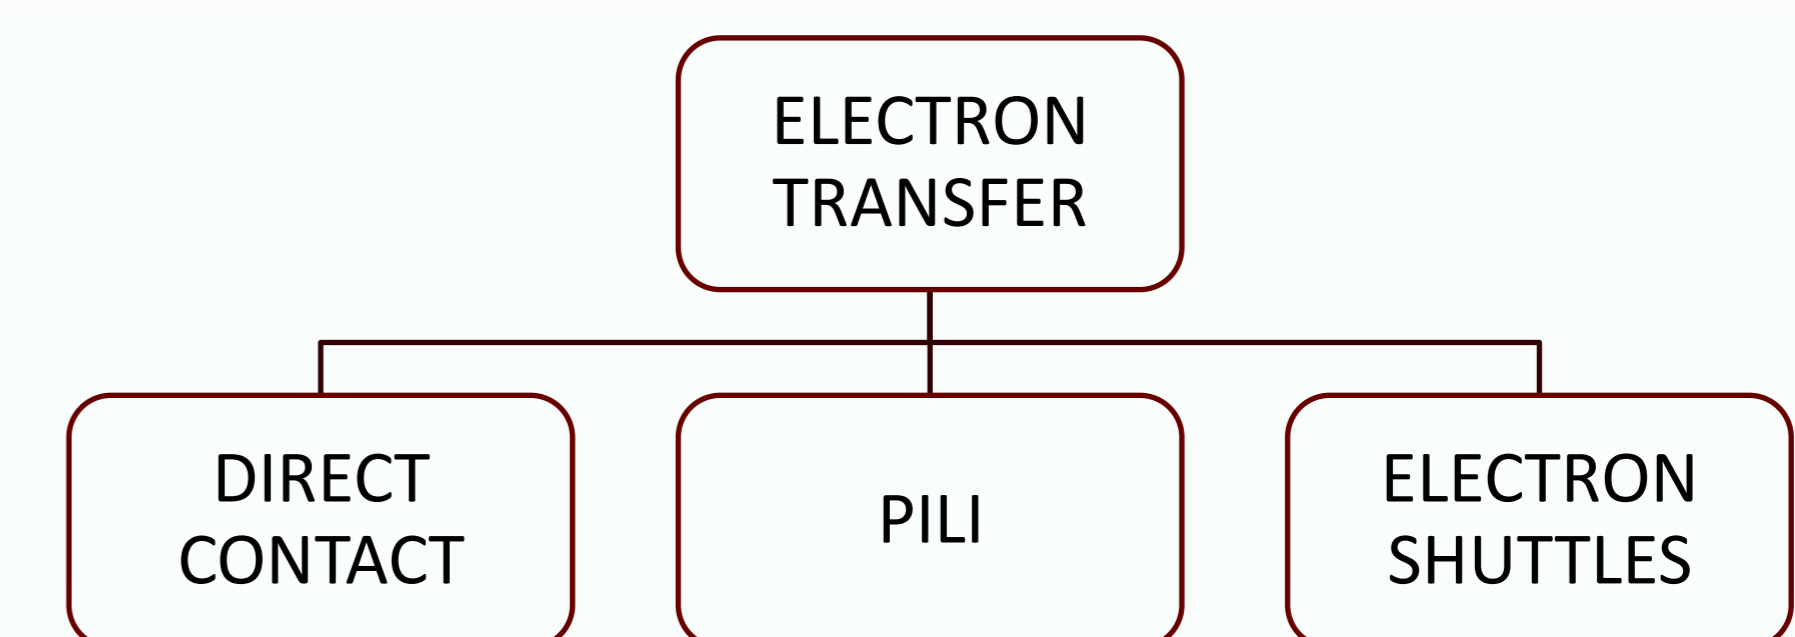 ELECTRON
TRANSFER
DIRECT
CONTACT
PILI
ELECTRON
SHUTTLES